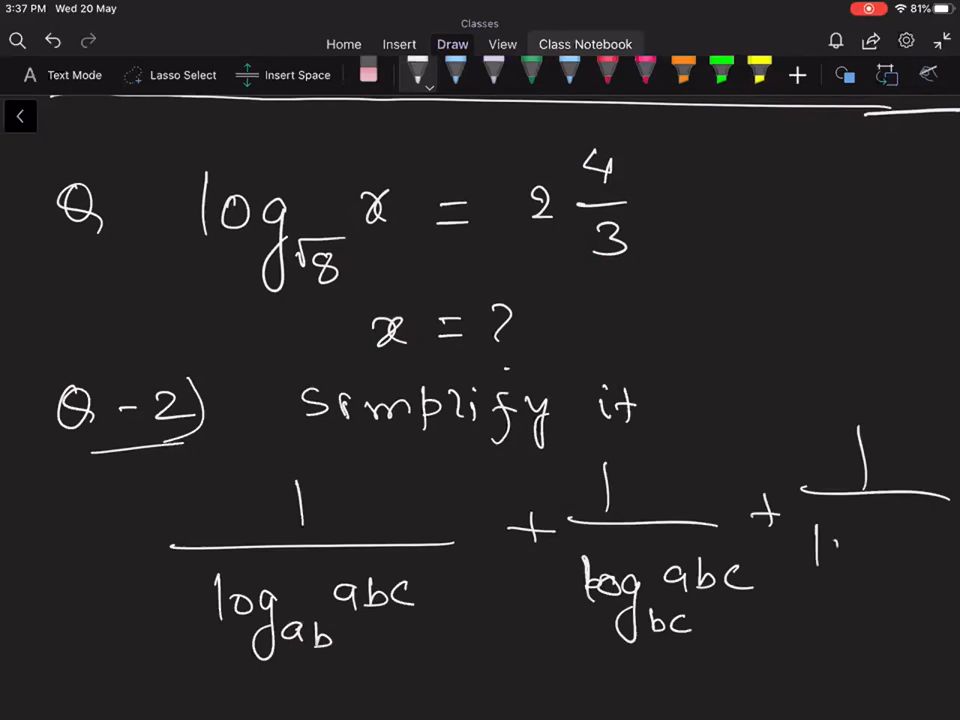 3:37 PM Wed 20 May 81%
Classes
Home Insert Draw View Class Notebook
A Text Mode Lasso Select Insert Space
Q log√8 x = 2 4/3
x = ?
Q - 2) Simplify it
1/(log_ab abc) + 1/(log_bc abc) + 1/